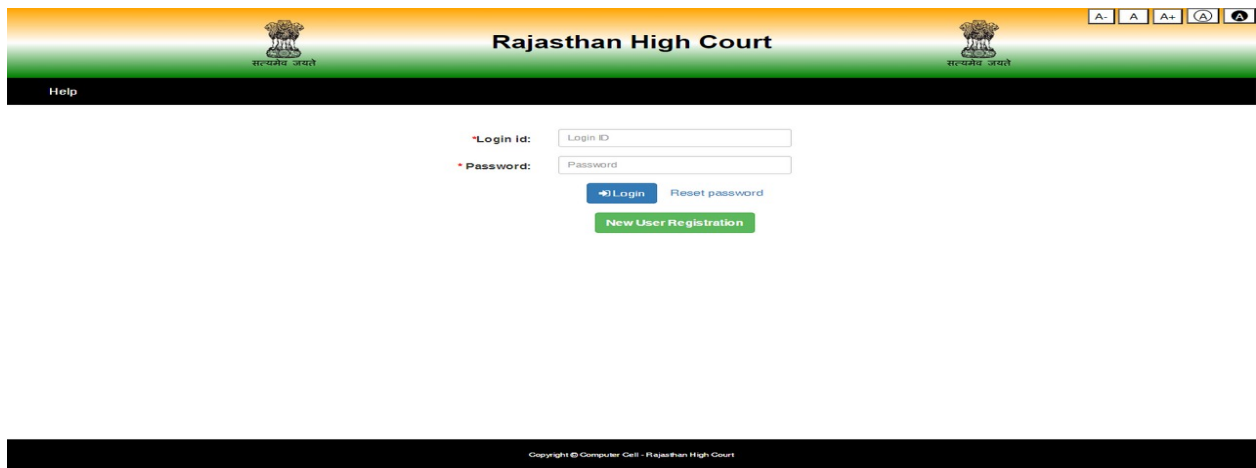 A- A A+ A A
Rajasthan High Court
सत्यमेव जयते
सत्यमेव जयते
Help
*Login id: Login ID
* Password: Password
Login Reset password
New User Registration
Copyright © Computer Cell - Rajasthan High Court